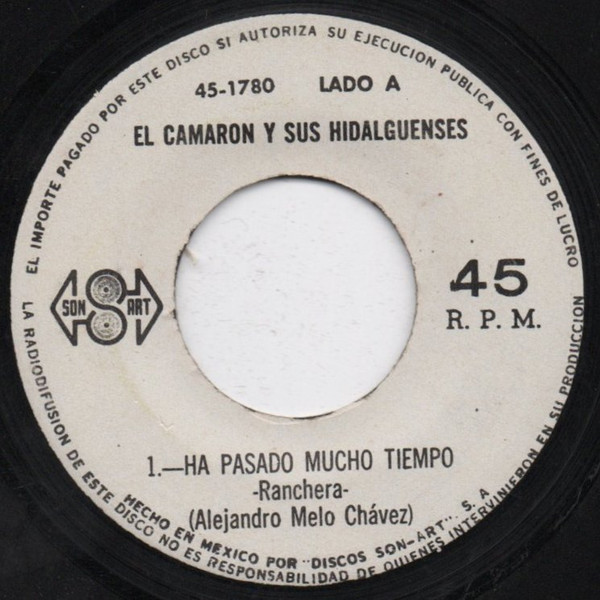 EL IMPORTE PAGADO POR ESTE DISCO SI AUTORIZA SU EJECUCION PUBLICA CON FINES DE LUCRO
45-1780 LADO A
EL CAMARON Y SUS HIDALGUENSES
SON ART
45
R. P. M.
1.—HA PASADO MUCHO TIEMPO
-Ranchera-
(Alejandro Melo Chávez)
HECHO EN MEXICO POR "DISCOS SON-ART". S. A
LA RADIODIFUSION DE ESTE DISCO NO ES RESPONSABILIDAD DE QUIENES INTERVINIERON EN SU PRODUCCION